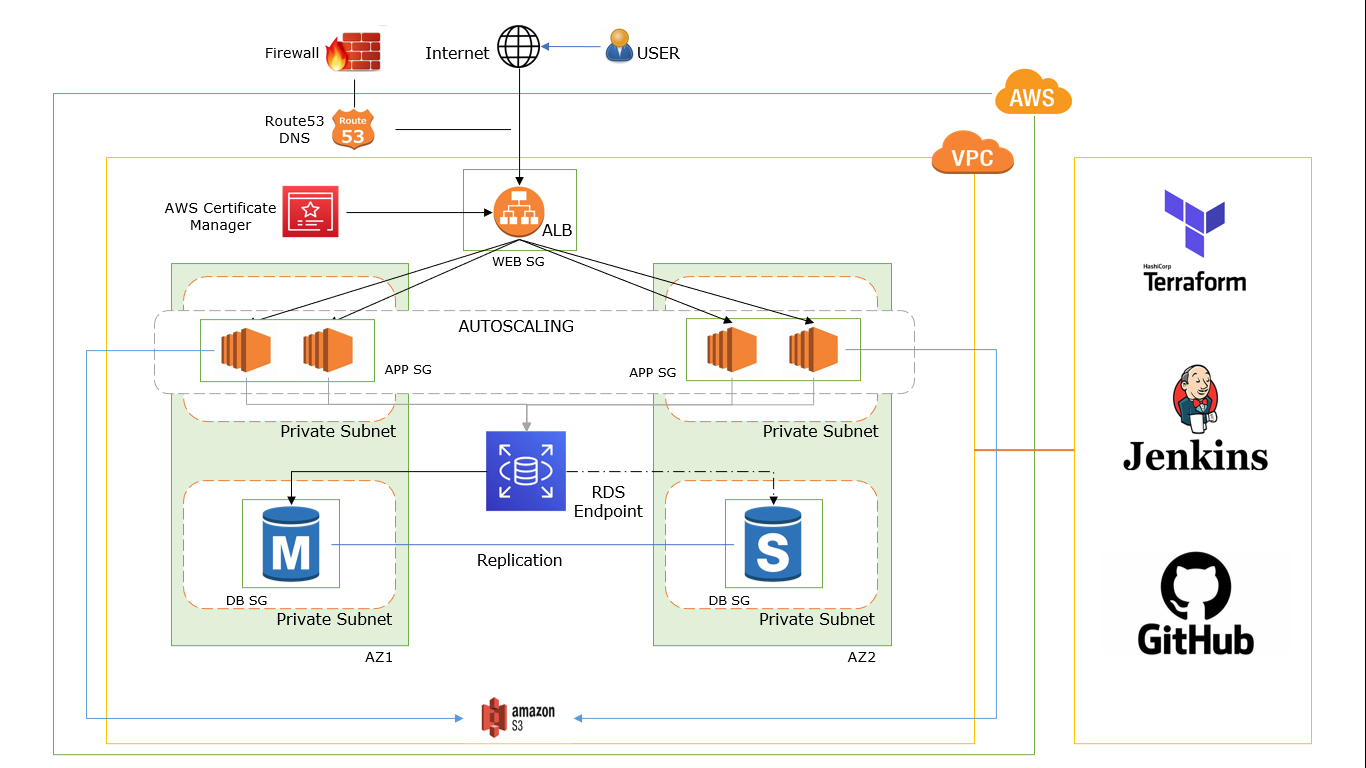 Firewall
Internet
USER
AWS
Route53
DNS
Route
53
VPC
AWS Certificate
Manager
ALB
WEB SG
AUTOSCALING
APP SG
APP SG
Private Subnet
Private Subnet
RDS
Endpoint
M
S
Replication
DB SG
DB SG
Private Subnet
Private Subnet
AZ1
AZ2
amazon
S3
HashiCorp
Terraform
Jenkins
GitHub